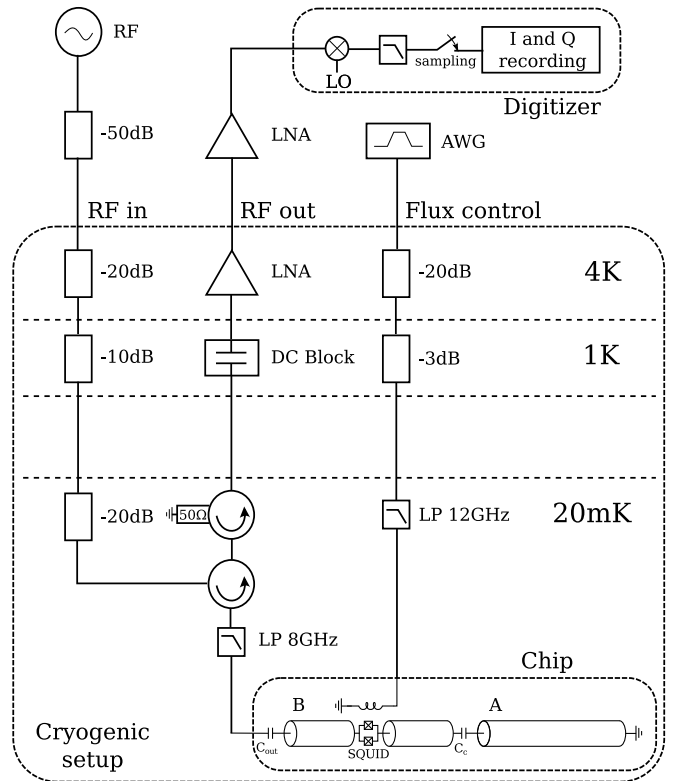 RF
I and Q
recording
sampling
LO
Digitizer
-50dB
LNA
AWG
RF in
RF out
Flux control
-20dB
LNA
-20dB
4K
-10dB
DC Block
-3dB
1K
-20dB
50Ω
LP 12GHz
20mK
LP 8GHz
Chip
B
A
Cout
SQUID
Cc
Cryogenic
setup